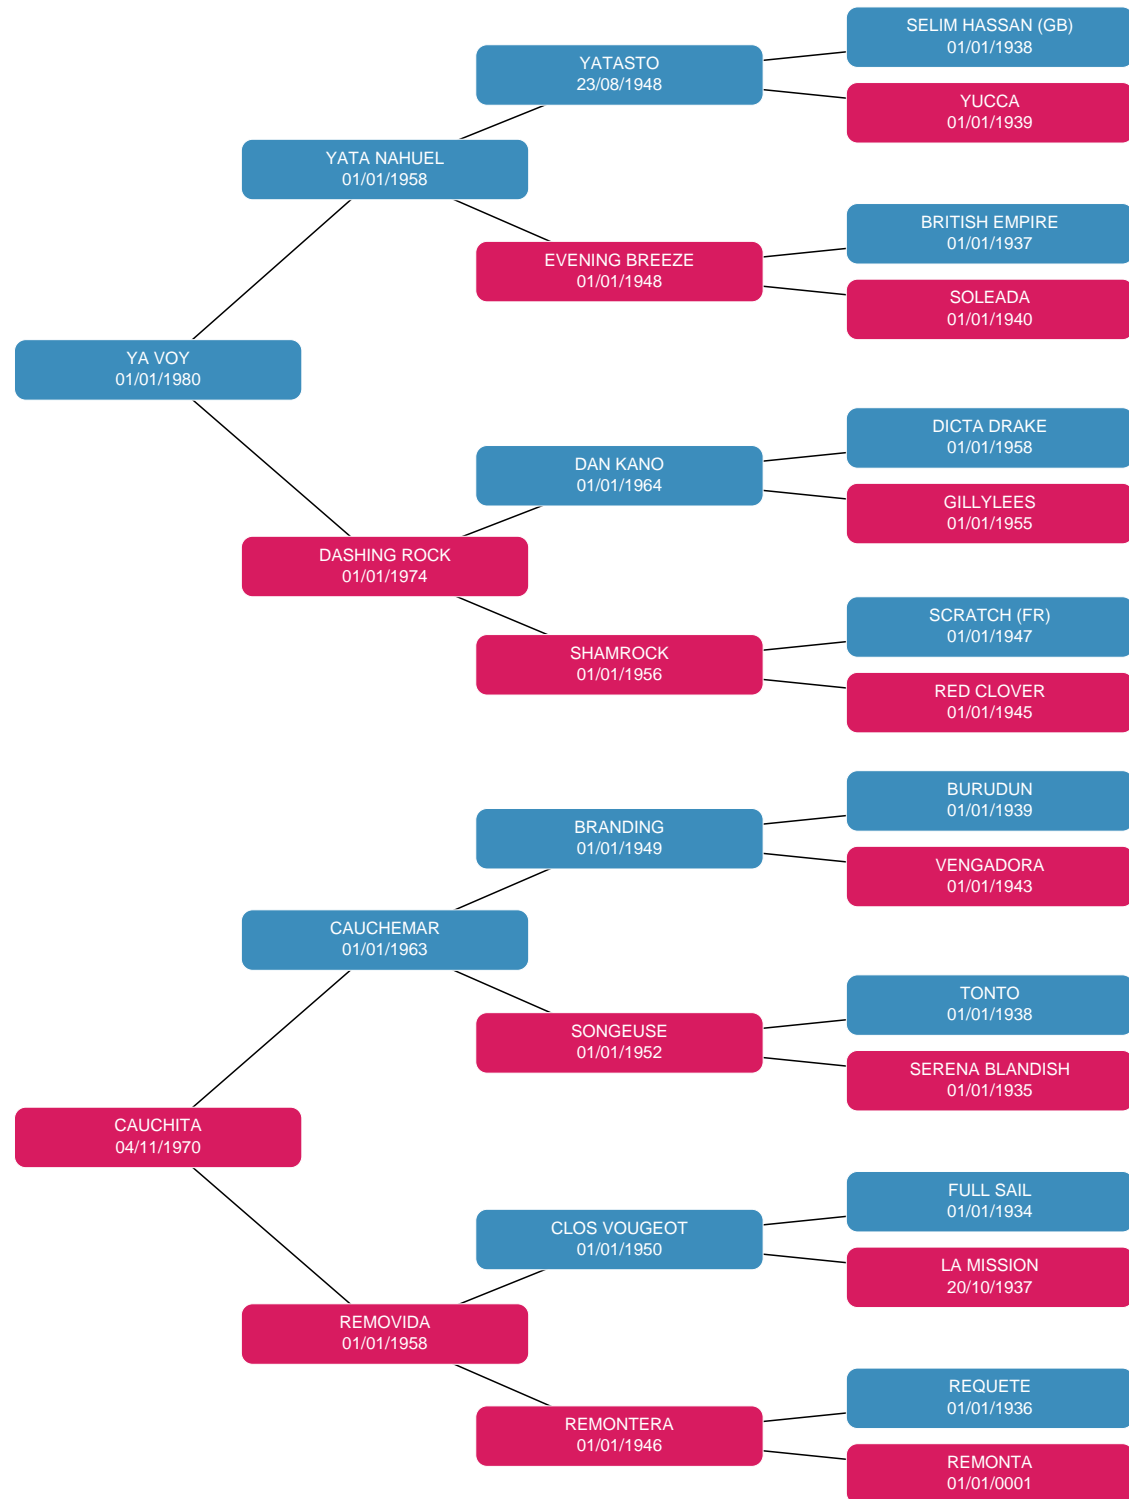 SELIM HASSAN (GB)
01/01/1938
YATASTO
23/08/1948
YUCCA
01/01/1939
YATA NAHUEL
01/01/1958
BRITISH EMPIRE
01/01/1937
EVENING BREEZE
01/01/1948
SOLEADA
01/01/1940
YA VOY
01/01/1980
DICTA DRAKE
01/01/1958
DAN KANO
01/01/1964
GILLYLEES
01/01/1955
DASHING ROCK
01/01/1974
SCRATCH (FR)
01/01/1947
SHAMROCK
01/01/1956
RED CLOVER
01/01/1945
BURUDUN
01/01/1939
BRANDING
01/01/1949
VENGADORA
01/01/1943
CAUCHEMAR
01/01/1963
TONTO
01/01/1938
SONGEUSE
01/01/1952
SERENA BLANDISH
01/01/1935
CAUCHITA
04/11/1970
FULL SAIL
01/01/1934
CLOS VOUGEOT
01/01/1950
LA MISSION
20/10/1937
REMOVIDA
01/01/1958
REQUETE
01/01/1936
REMONTERA
01/01/1946
REMONTA
01/01/0001